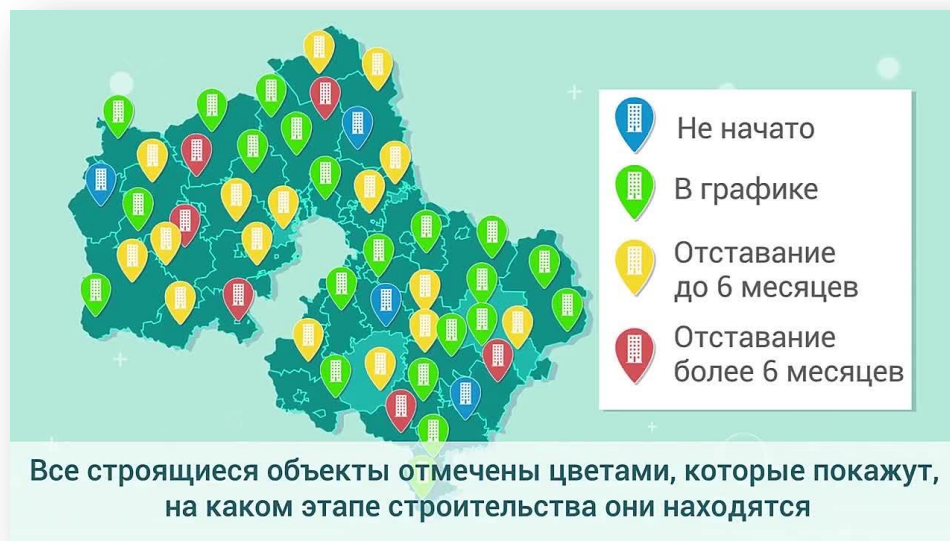 Не начато
В графике
Отставание
до 6 месяцев
Отставание
более 6 месяцев
Все строящиеся объекты отмечены цветами, которые покажут,
на каком этапе строительства они находятся